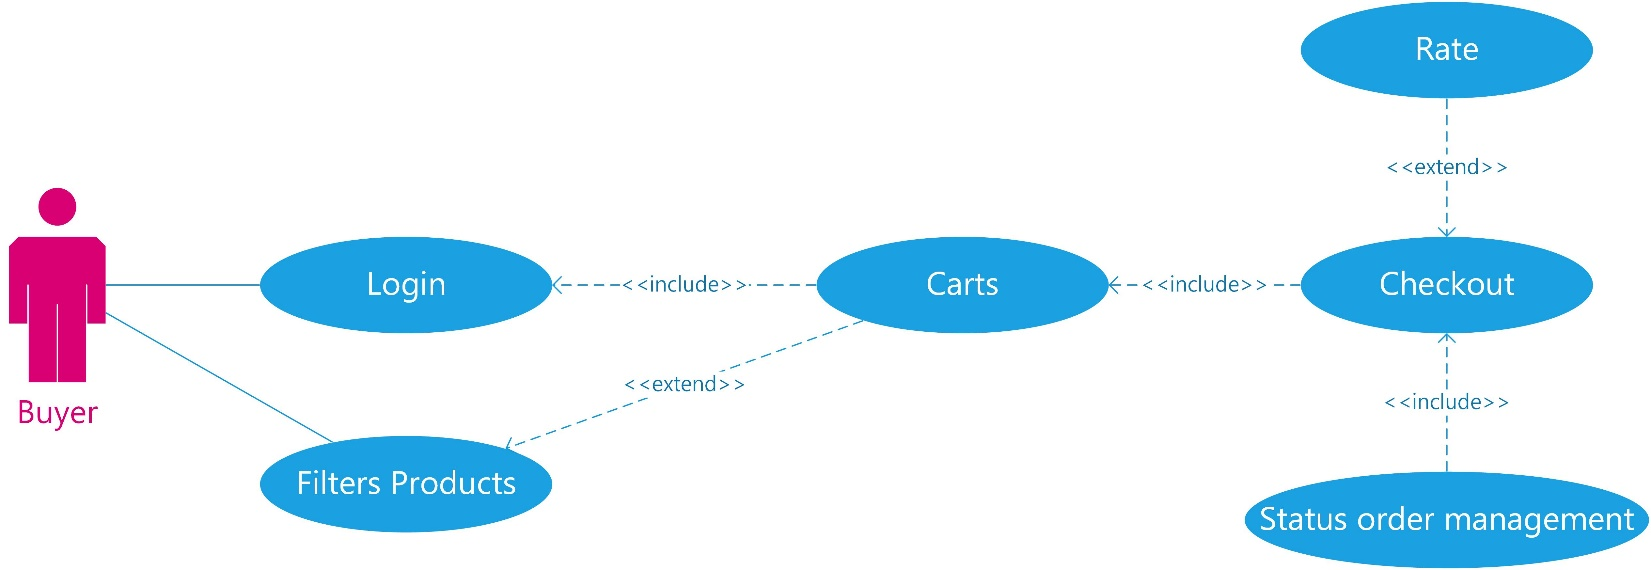 Rate
<<extend>>
Login
<<include>>
Carts
<<include>>
Checkout
<<extend>>
<<include>>
Buyer
Filters Products
Status order management